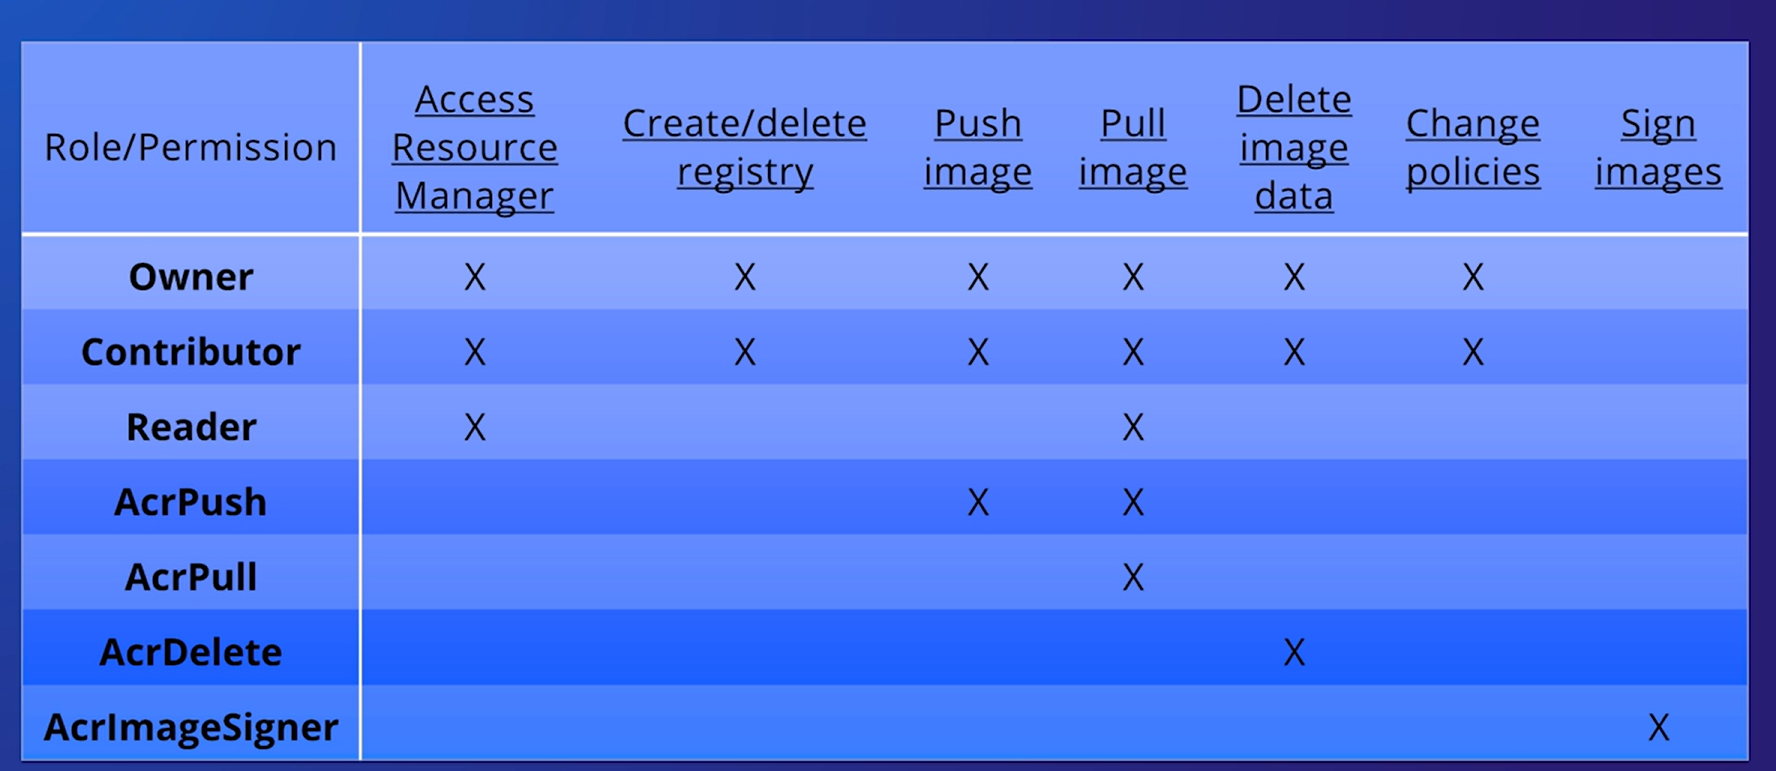 Role/Permission Access Resource Manager Create/delete registry Push image Pull image Delete image data Change policies Sign images
Owner X X X X X X
Contributor X X X X X X
Reader X X
AcrPush X X
AcrPull X
AcrDelete X
AcrImageSigner X